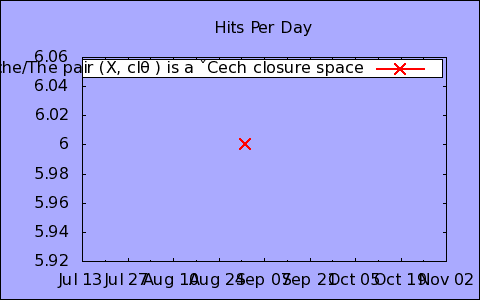 Hits Per Day
6.06
che/The pair (X, clθ ) is a ˇCech closure space
6.04
6.02
6
5.98
5.96
5.94
5.92
Jul 13 Jul 27 Aug 10 Aug 24 Sep 07 Sep 21 Oct 05 Oct 19 Nov 02